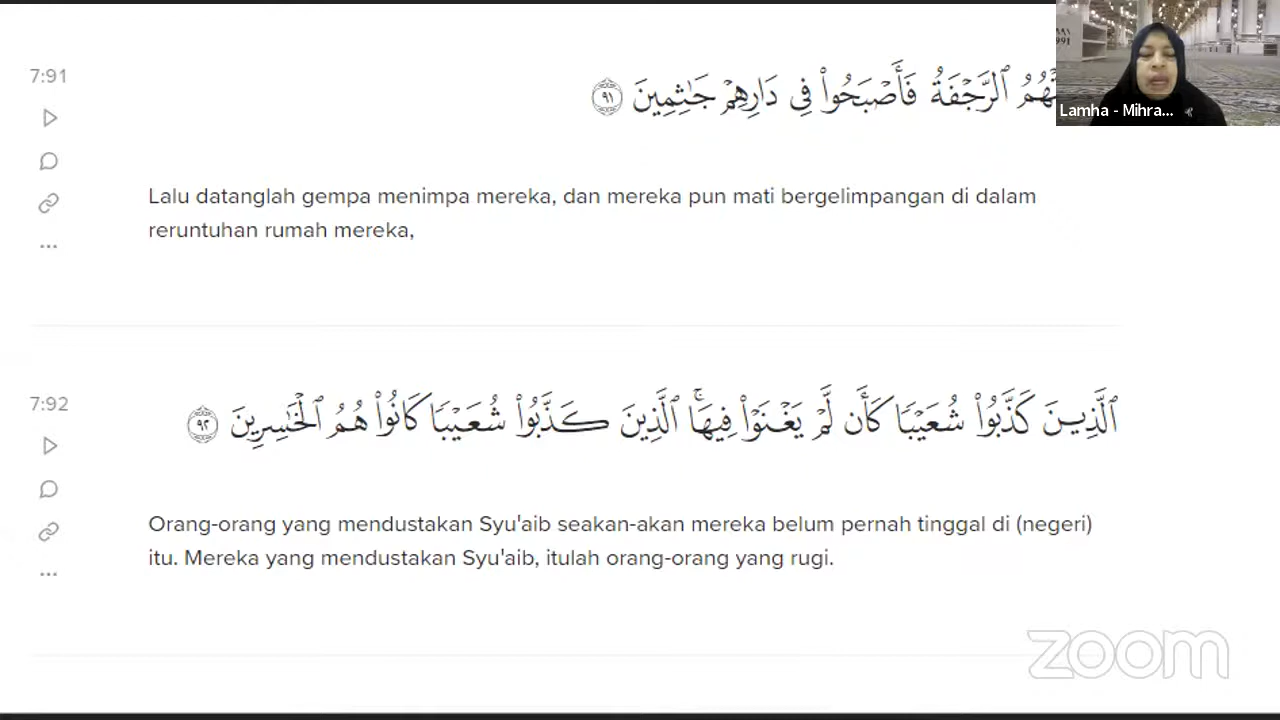 7:91
ٱلرَّجۡفَةُ فَأَصۡبَحُواْ فِي دَارِهِمۡ جَٰثِمِينَ ٩١
Lamha - Mihra...
Lalu datanglah gempa menimpa mereka, dan mereka pun mati bergelimpangan di dalam
reruntuhan rumah mereka,
7:92
ٱلَّذِينَ كَذَّبُواْ شُعَيۡبٗا كَأَن لَّمۡ يَغۡنَوۡاْ فِيهَاۚ ٱلَّذِينَ كَذَّبُواْ شُعَيۡبٗا كَانُواْ هُمُ ٱلۡخَٰسِرِينَ ٩٢
Orang-orang yang mendustakan Syu'aib seakan-akan mereka belum pernah tinggal di (negeri)
itu. Mereka yang mendustakan Syu'aib, itulah orang-orang yang rugi.
zoom